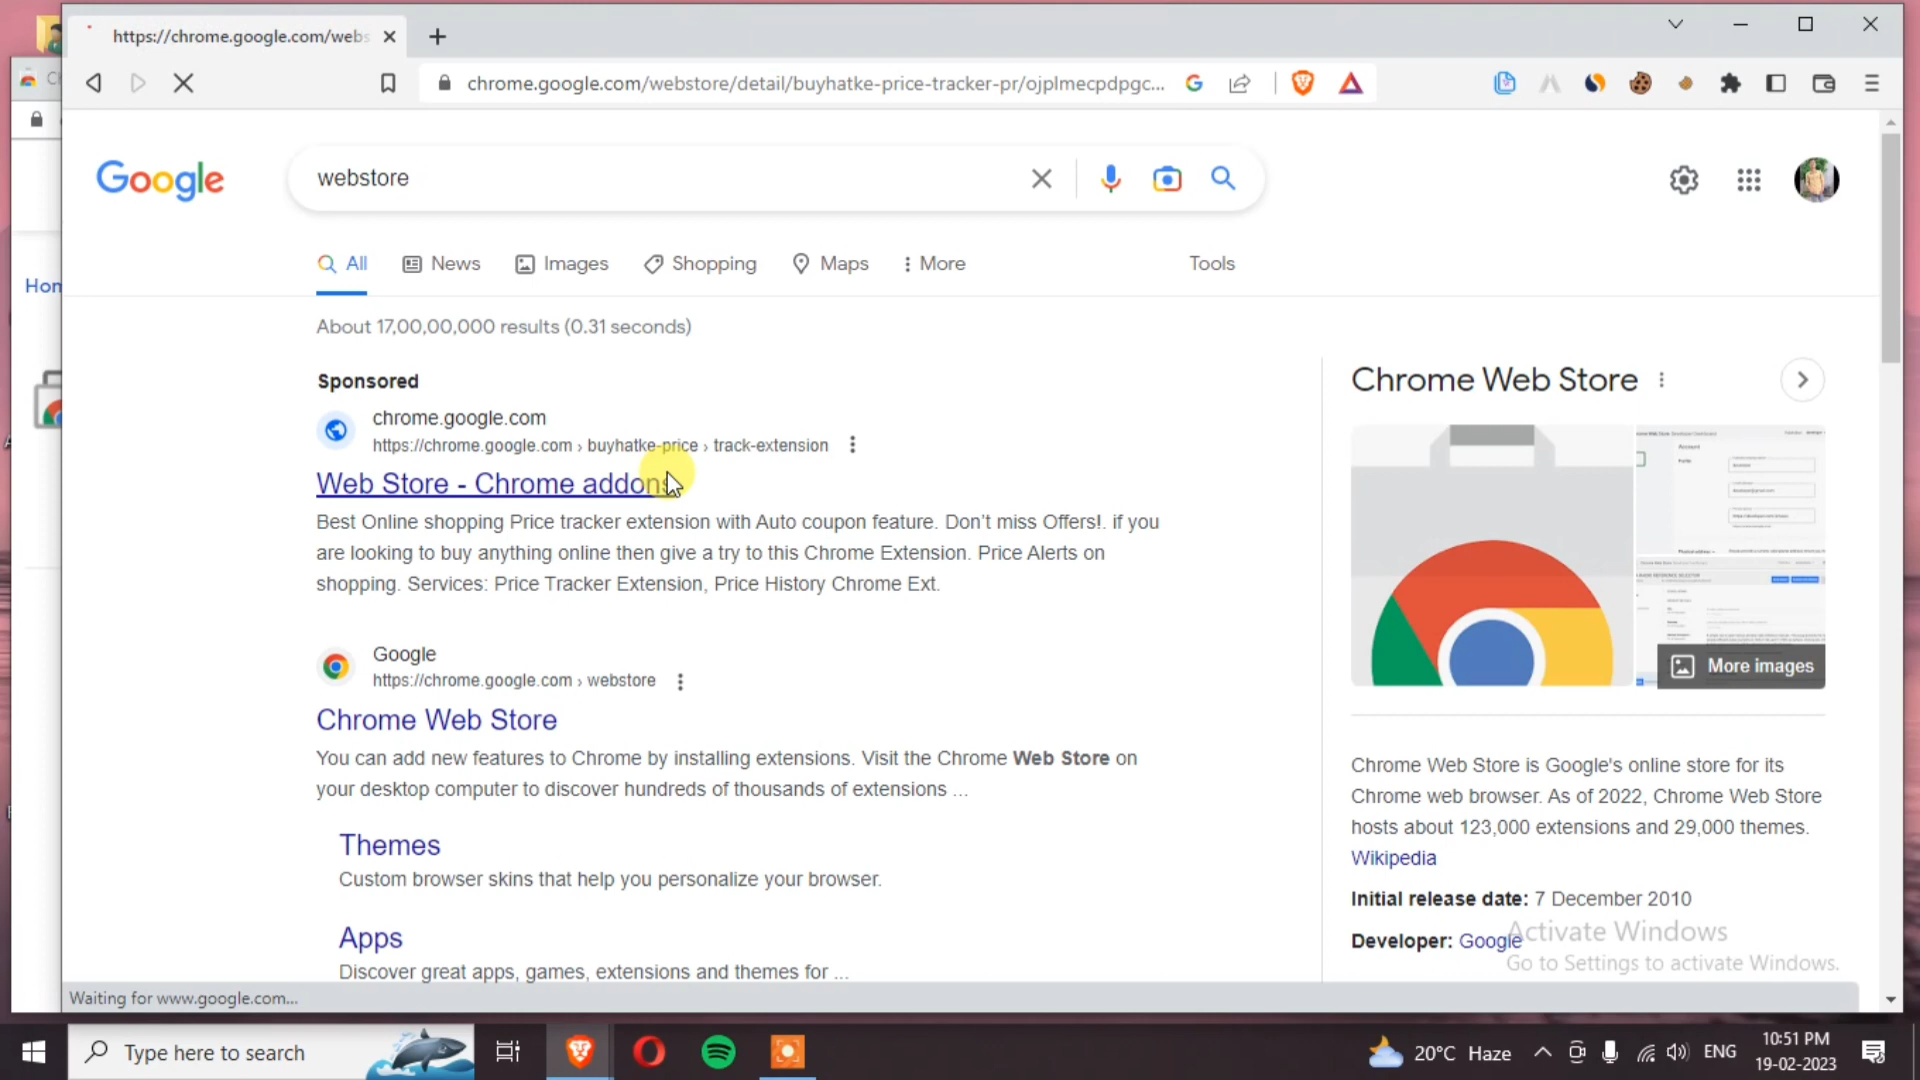 https://chrome.google.com/webs
chrome.google.com/webstore/detail/buyhatke-price-tracker-pr/ojplmecpdpgc...
Google
webstore
All
News
Images
Shopping
Maps
More
Tools
Hon
About 17,00,00,000 results (0.31 seconds)
Sponsored
chrome.google.com
https://chrome.google.com › buyhatke-price › track-extension
Web Store - Chrome addons
Best Online shopping Price tracker extension with Auto coupon feature. Don't miss Offers!. if you
are looking to buy anything online then give a try to this Chrome Extension. Price Alerts on
shopping. Services: Price Tracker Extension, Price History Chrome Ext.
Google
https://chrome.google.com › webstore
Chrome Web Store
You can add new features to Chrome by installing extensions. Visit the Chrome Web Store on
your desktop computer to discover hundreds of thousands of extensions ...
Themes
Custom browser skins that help you personalize your browser.
Apps
Discover great apps, games, extensions and themes for ...
Chrome Web Store
More images
Chrome Web Store is Google's online store for its
Chrome web browser. As of 2022, Chrome Web Store
hosts about 123,000 extensions and 29,000 themes.
Wikipedia
Initial release date: 7 December 2010
Developer: Google
Activate Windows
Go to Settings to activate Windows.
Waiting for www.google.com...
Type here to search
20°C Haze
ENG
10:51 PM
19-02-2023